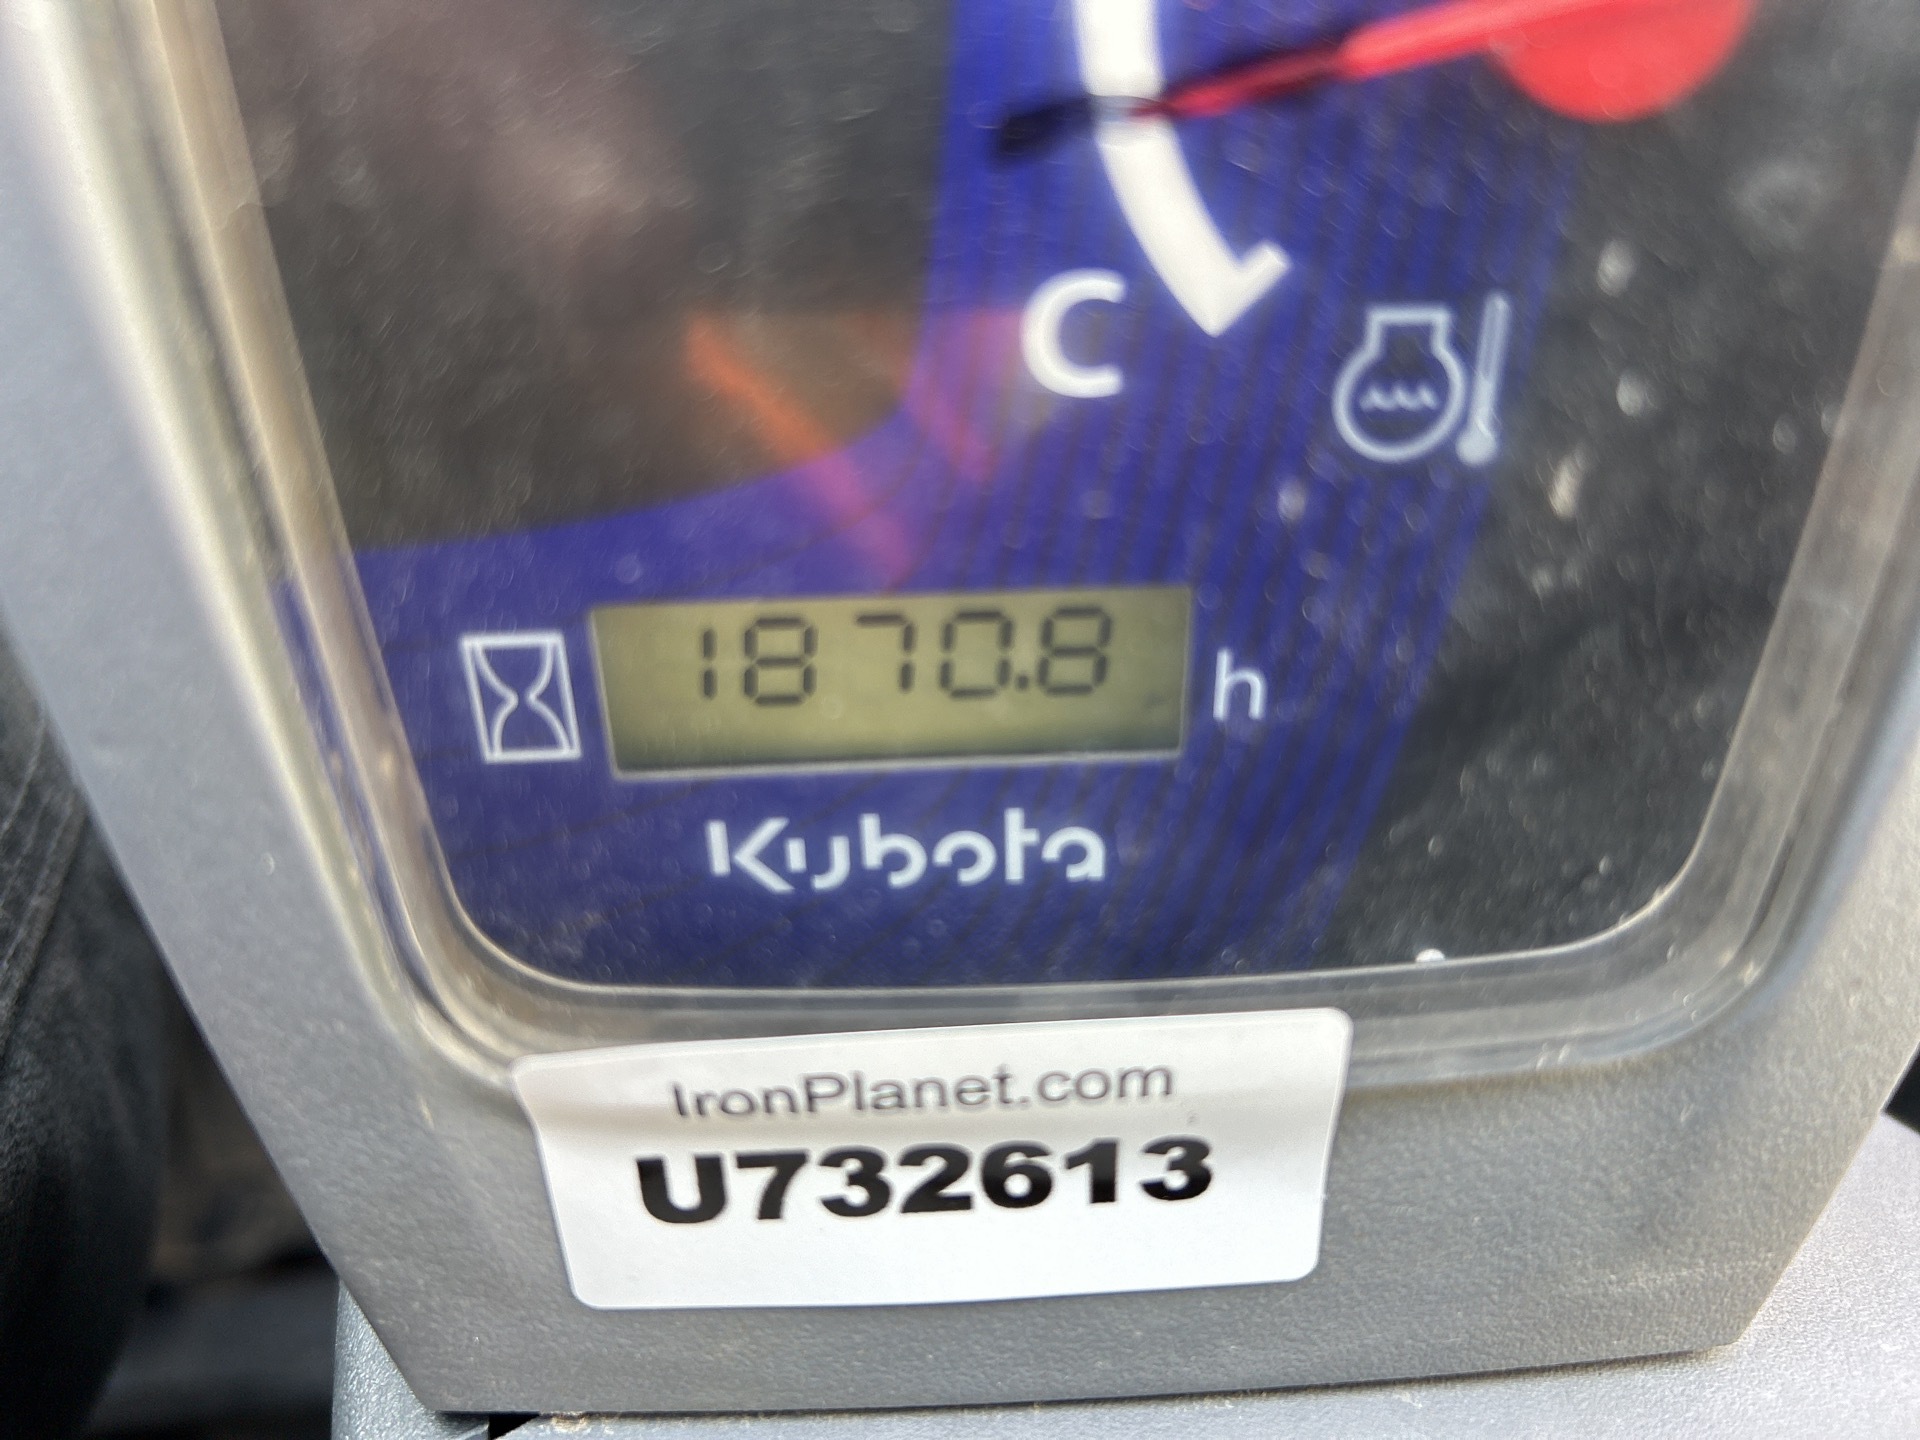 C
1870.8 h
Kubota
IronPlanet.com
U732613